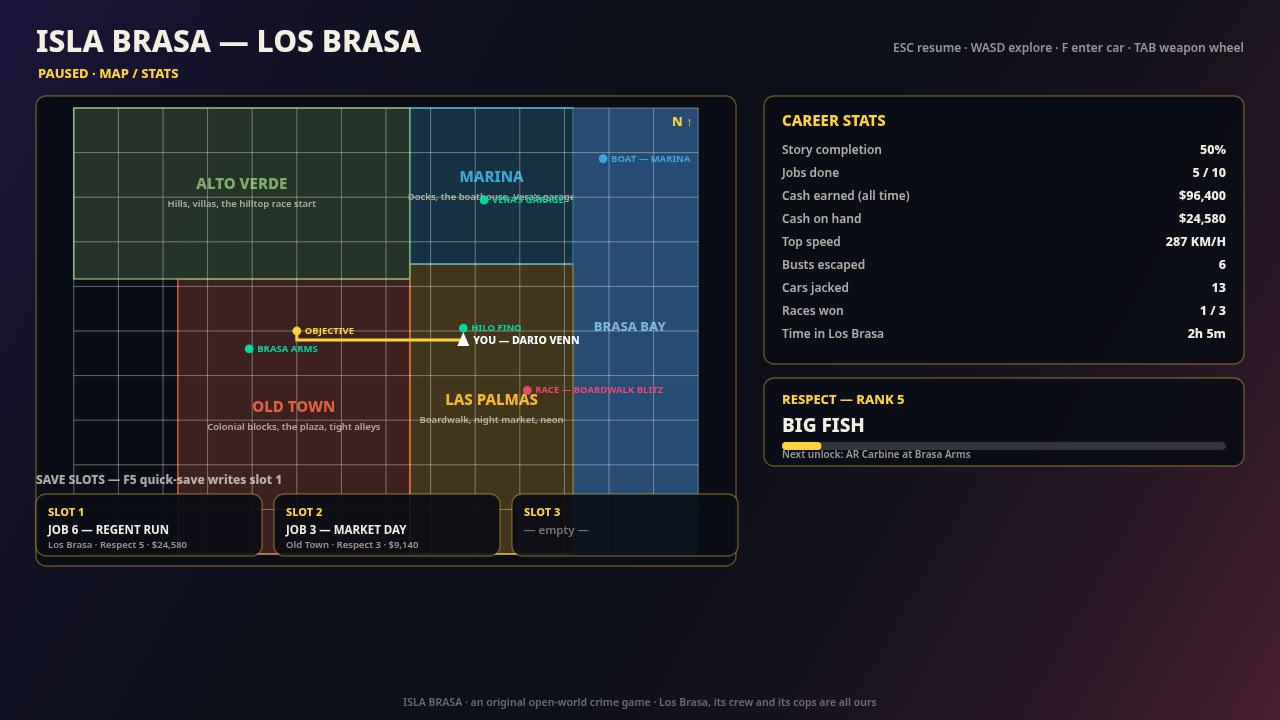 ISLA BRASA — LOS BRASA
ESC resume · WASD explore · F enter car · TAB weapon wheel
PAUSED · MAP / STATS
N ↑
BOAT — MARINA
ALTO VERDE
Hills, villas, the hilltop race start
MARINA
Docks, the boathouse, Vera's garage
VERA'S GARAGE
OBJECTIVE
HILO FINO
BRASA BAY
BRASA ARMS
YOU — DARIO VENN
RACE — BOARDWALK BLITZ
OLD TOWN
Colonial blocks, the plaza, tight alleys
LAS PALMAS
Boardwalk, night market, neon
SAVE SLOTS — F5 quick-save writes slot 1
SLOT 1
JOB 6 — REGENT RUN
Los Brasa · Respect 5 · $24,580
SLOT 2
JOB 3 — MARKET DAY
Old Town · Respect 3 · $9,140
SLOT 3
— empty —
CAREER STATS
Story completion 50%
Jobs done 5 / 10
Cash earned (all time) $96,400
Cash on hand $24,580
Top speed 287 KM/H
Busts escaped 6
Cars jacked 13
Races won 1 / 3
Time in Los Brasa 2h 5m
RESPECT — RANK 5
BIG FISH
Next unlock: AR Carbine at Brasa Arms
ISLA BRASA · an original open-world crime game · Los Brasa, its crew and its cops are all ours